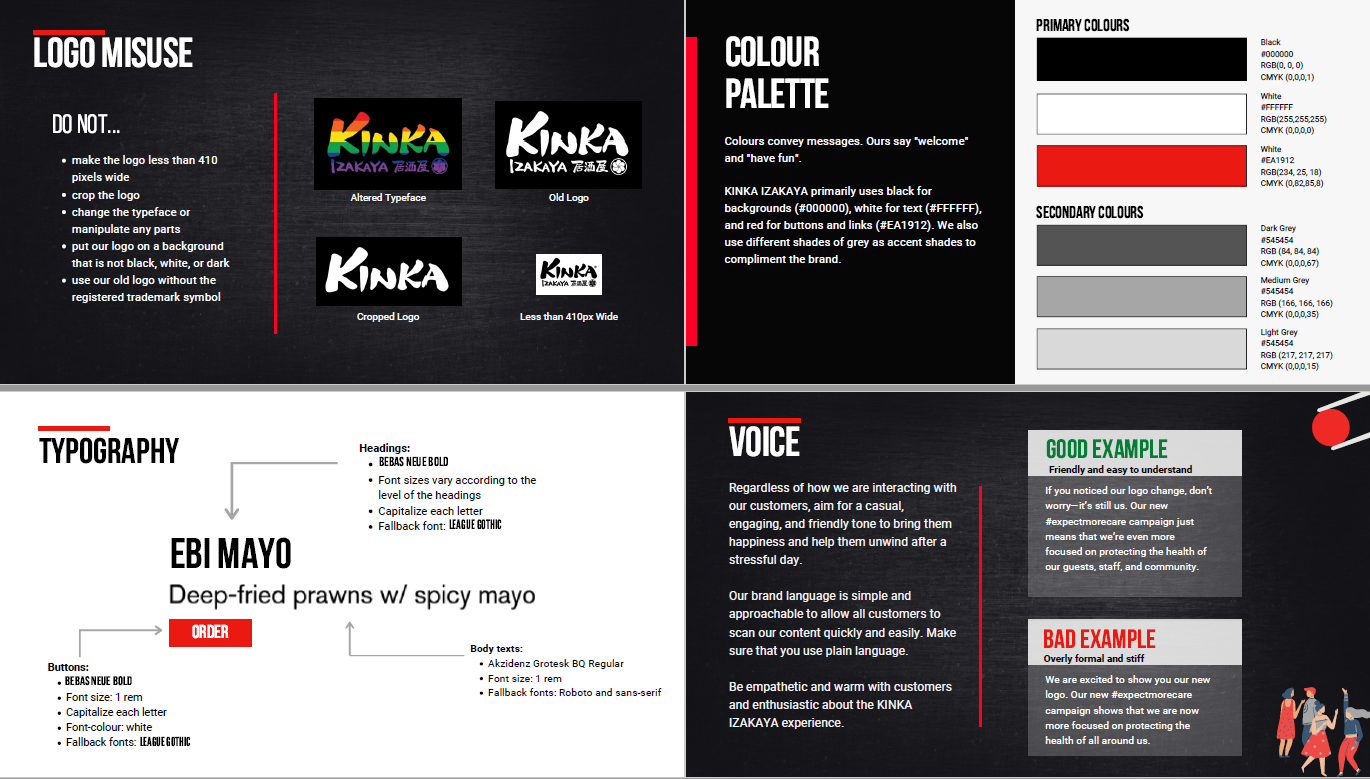 LOGO MISUSE
DO NOT...
• make the logo less than 410
pixels wide
• crop the logo
• change the typeface or
manipulate any parts
• put our logo on a background
that is not black, white, or dark
• use our old logo without the
registered trademark symbol
KINKA
IZAKAYA 居酒屋
Altered Typeface
KINKA
IZAKAYA 居酒屋
Old Logo
KINKA
Cropped Logo
KINKA
IZAKAYA 居酒屋
Less than 410px Wide
COLOUR
PALETTE
Colours convey messages. Ours say "welcome"
and "have fun".
KINKA IZAKAYA primarily uses black for
backgrounds (#000000), white for text (#FFFFFF),
and red for buttons and links (#EA1912). We also
use different shades of grey as accent shades to
compliment the brand.
PRIMARY COLOURS
Black
#000000
RGB(0, 0, 0)
CMYK (0,0,0,1)
White
#FFFFFF
RGB(255,255,255)
CMYK (0,0,0,0)
White
#EA1912
RGB(234, 25, 18)
CMYK (0,82,85,8)
SECONDARY COLOURS
Dark Grey
#545454
RGB (84, 84, 84)
CMYK (0,0,0,67)
Medium Grey
#545454
RGB (166, 166, 166)
CMYK (0,0,0,35)
Light Grey
#545454
RGB (217, 217, 217)
CMYK (0,0,0,15)
TYPOGRAPHY
Headings:
• BEBAS NEUE BOLD
• Font sizes vary according to the
level of the headings
• Capitalize each letter
• Fallback font: LEAGUE GOTHIC
EBI MAYO
Deep-fried prawns w/ spicy mayo
ORDER
Buttons:
• BEBAS NEUE BOLD
• Font size: 1 rem
• Capitalize each letter
• Font-colour: white
• Fallback fonts: LEAGUE GOTHIC
Body texts:
• Akzidenz Grotesk BQ Regular
• Font size: 1 rem
• Fallback fonts: Roboto and sans-serif
VOICE
Regardless of how we are interacting with
our customers, aim for a casual,
engaging, and friendly tone to bring them
happiness and help them unwind after a
stressful day.
Our brand language is simple and
approachable to allow all customers to
scan our content quickly and easily. Make
sure that you use plain language.
Be empathetic and warm with customers
and enthusiastic about the KINKA
IZAKAYA experience.
GOOD EXAMPLE
Friendly and easy to understand
If you noticed our logo change, don't
worry—it's still us. Our new
#expectmorecare campaign just
means that we're even more
focused on protecting the health of
our guests, staff, and community.
BAD EXAMPLE
Overly formal and stiff
We are excited to show you our new
logo. Our new #expectmorecare
campaign shows that we are now
more focused on protecting the
health of all around us.